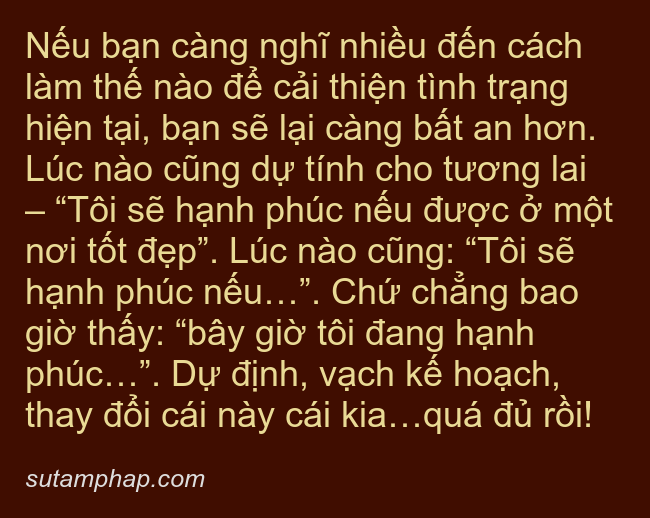 Nếu bạn càng nghĩ nhiều đến cách
làm thế nào để cải thiện tình trạng
hiện tại, bạn sẽ lại càng bất an hơn.
Lúc nào cũng dự tính cho tương lai
– “Tôi sẽ hạnh phúc nếu được ở một
nơi tốt đẹp”. Lúc nào cũng: “Tôi sẽ
hạnh phúc nếu…”. Chứ chẳng bao
giờ thấy: “bây giờ tôi đang hạnh
phúc…”. Dự định, vạch kế hoạch,
thay đổi cái này cái kia…quá đủ rồi!
sutamphap.com